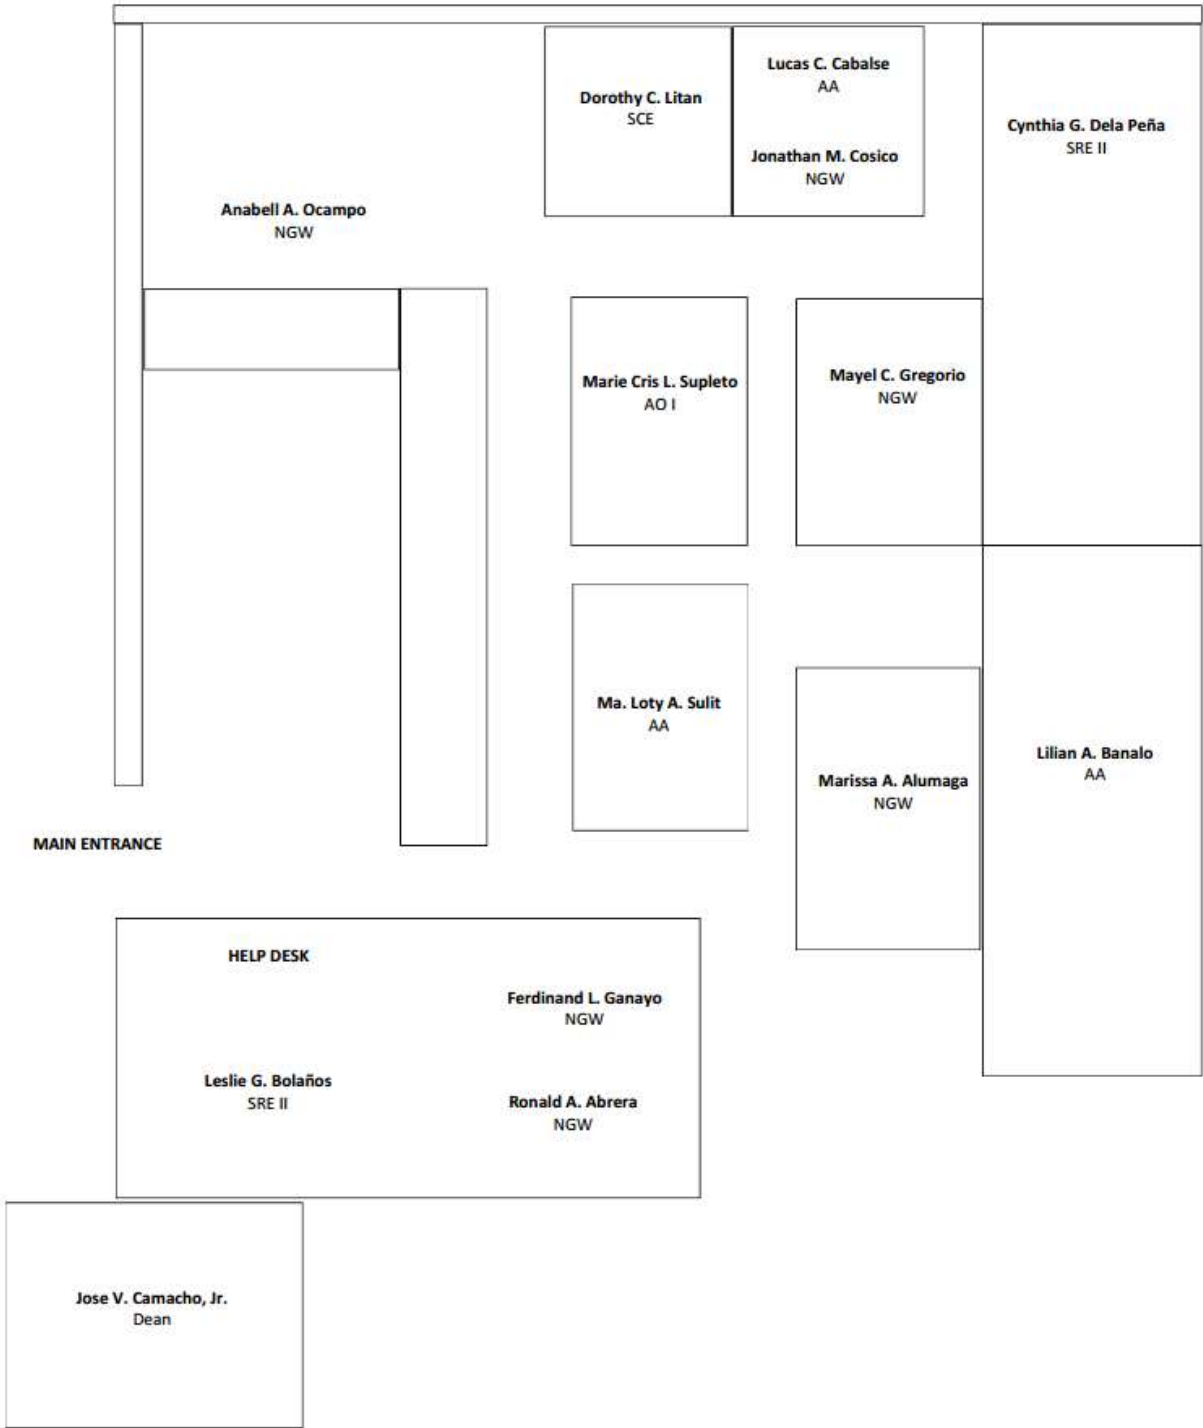 Dorothy C. Litan
SCE
Lucas C. Cabalse
AA
Jonathan M. Cosico
NGW
Cynthia G. Dela Peña
SRE II
Anabell A. Ocampo
NGW
Marie Cris L. Supleto
AO I
Mayel C. Gregorio
NGW
Ma. Loty A. Sulit
AA
Marissa A. Alumaga
NGW
Lilian A. Banalo
AA
MAIN ENTRANCE
HELP DESK
Ferdinand L. Ganayo
NGW
Leslie G. Bolaños
SRE II
Ronald A. Abrera
NGW
Jose V. Camacho, Jr.
Dean